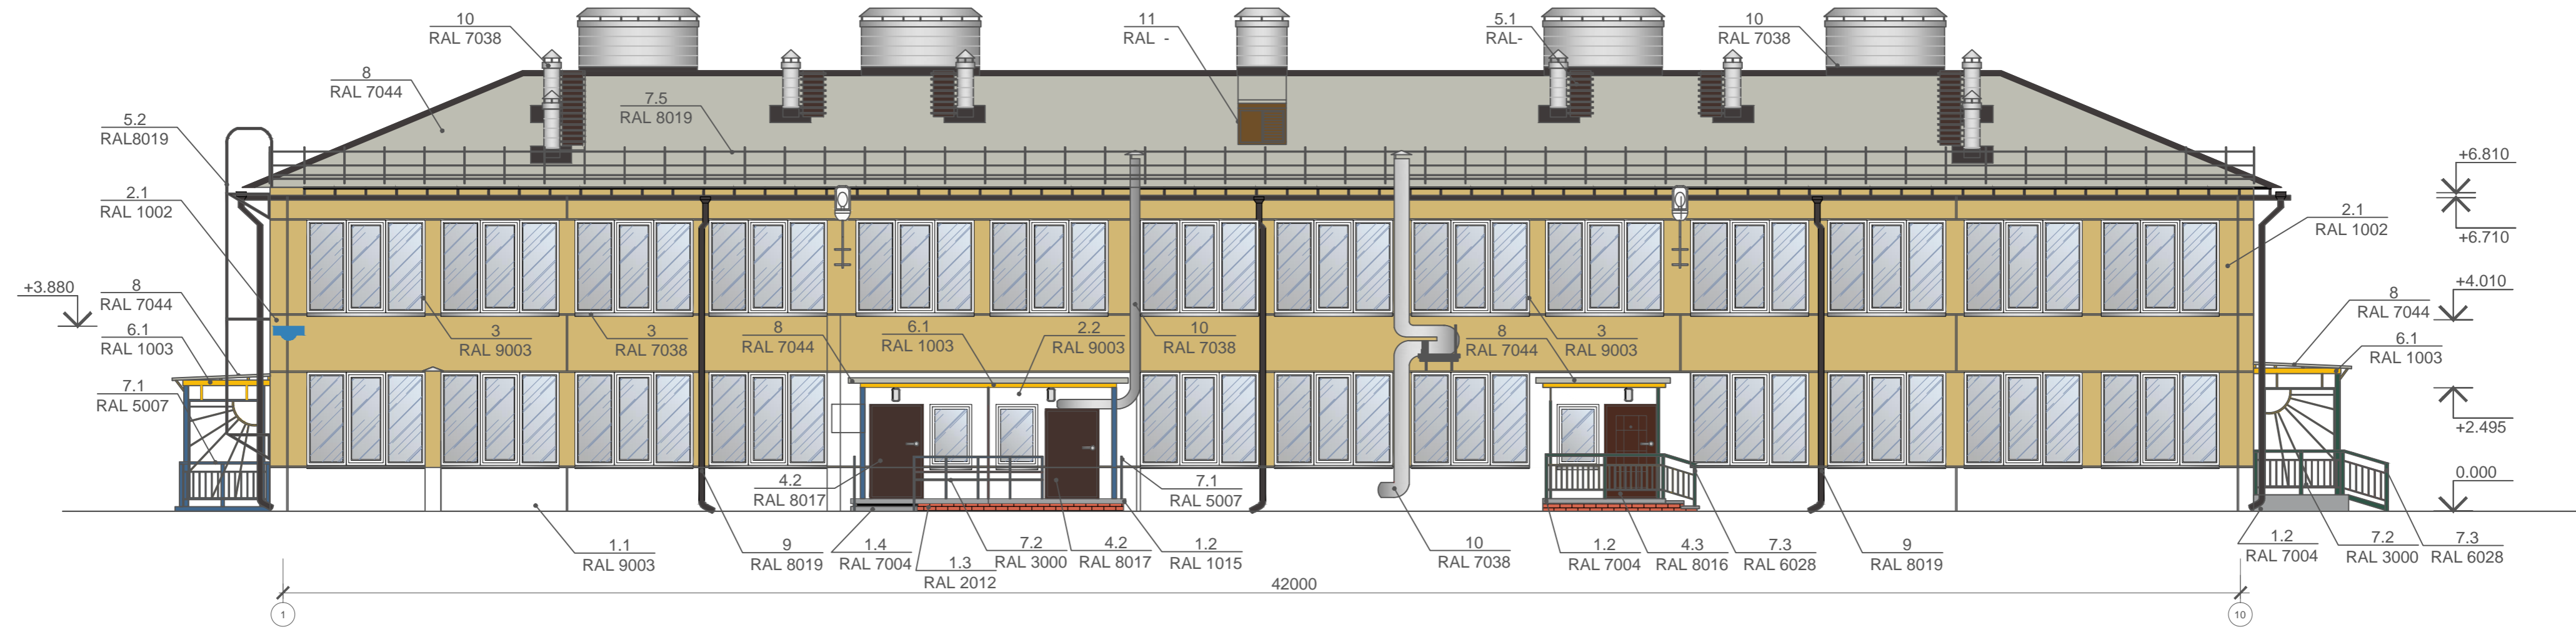 10
RAL 7038
11
RAL -
5.1
RAL-
10
RAL 7038
8
RAL 7044
7.5
RAL 8019
5.2
RAL8019
+6.810
2.1
RAL 1002
2.1
RAL 1002
+6.710
+3.880
8
RAL 7044
+4.010
8
RAL 7044
6.1
RAL 1003
3
RAL 9003
3
RAL 7038
8
RAL 7044
6.1
RAL 1003
2.2
RAL 9003
10
RAL 7038
8
RAL 7044
3
RAL 9003
6.1
RAL 1003
7.1
RAL 5007
+2.495
4.2
RAL 8017
7.1
RAL 5007
0.000
1.1
RAL 9003
9
RAL 8019
1.4
RAL 7004
1.3
RAL 2012
7.2
RAL 3000
4.2
RAL 8017
1.2
RAL 1015
10
RAL 7038
1.2
RAL 7004
4.3
RAL 8016
7.3
RAL 6028
9
RAL 8019
1.2
RAL 7004
7.2
RAL 3000
7.3
RAL 6028
42000
1
10